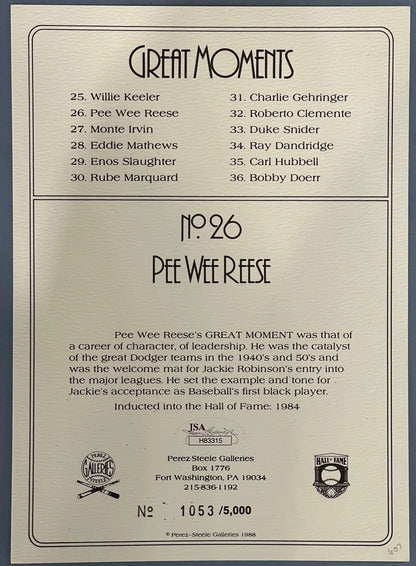 GREAT MOMENTS
25. Willie Keeler
26. Pee Wee Reese
27. Monte Irvin
28. Eddie Mathews
29. Enos Slaughter
30. Rube Marquard
31. Charlie Gehringer
32. Roberto Clemente
33. Duke Snider
34. Ray Dandridge
35. Carl Hubbell
36. Bobby Doerr
No 26
PEE WEE REESE
Pee Wee Reese's GREAT MOMENT was that of
a career of character, of leadership. He was the catalyst
of the great Dodger teams in the 1940's and 50's and
was the welcome mat for Jackie Robinson's entry into
the major leagues. He set the example and tone for
Jackie's acceptance as Baseball's first black player.
Inducted into the Hall of Fame: 1984
JSA
H83315
PEREZ
GALLERIES
STEELE
Perez-Steele Galleries
Box 1776
Fort Washington, PA 19034
215-836-1192
HALL OF FAME
No 1053 /5,000
© Perez-Steele Galleries 1988